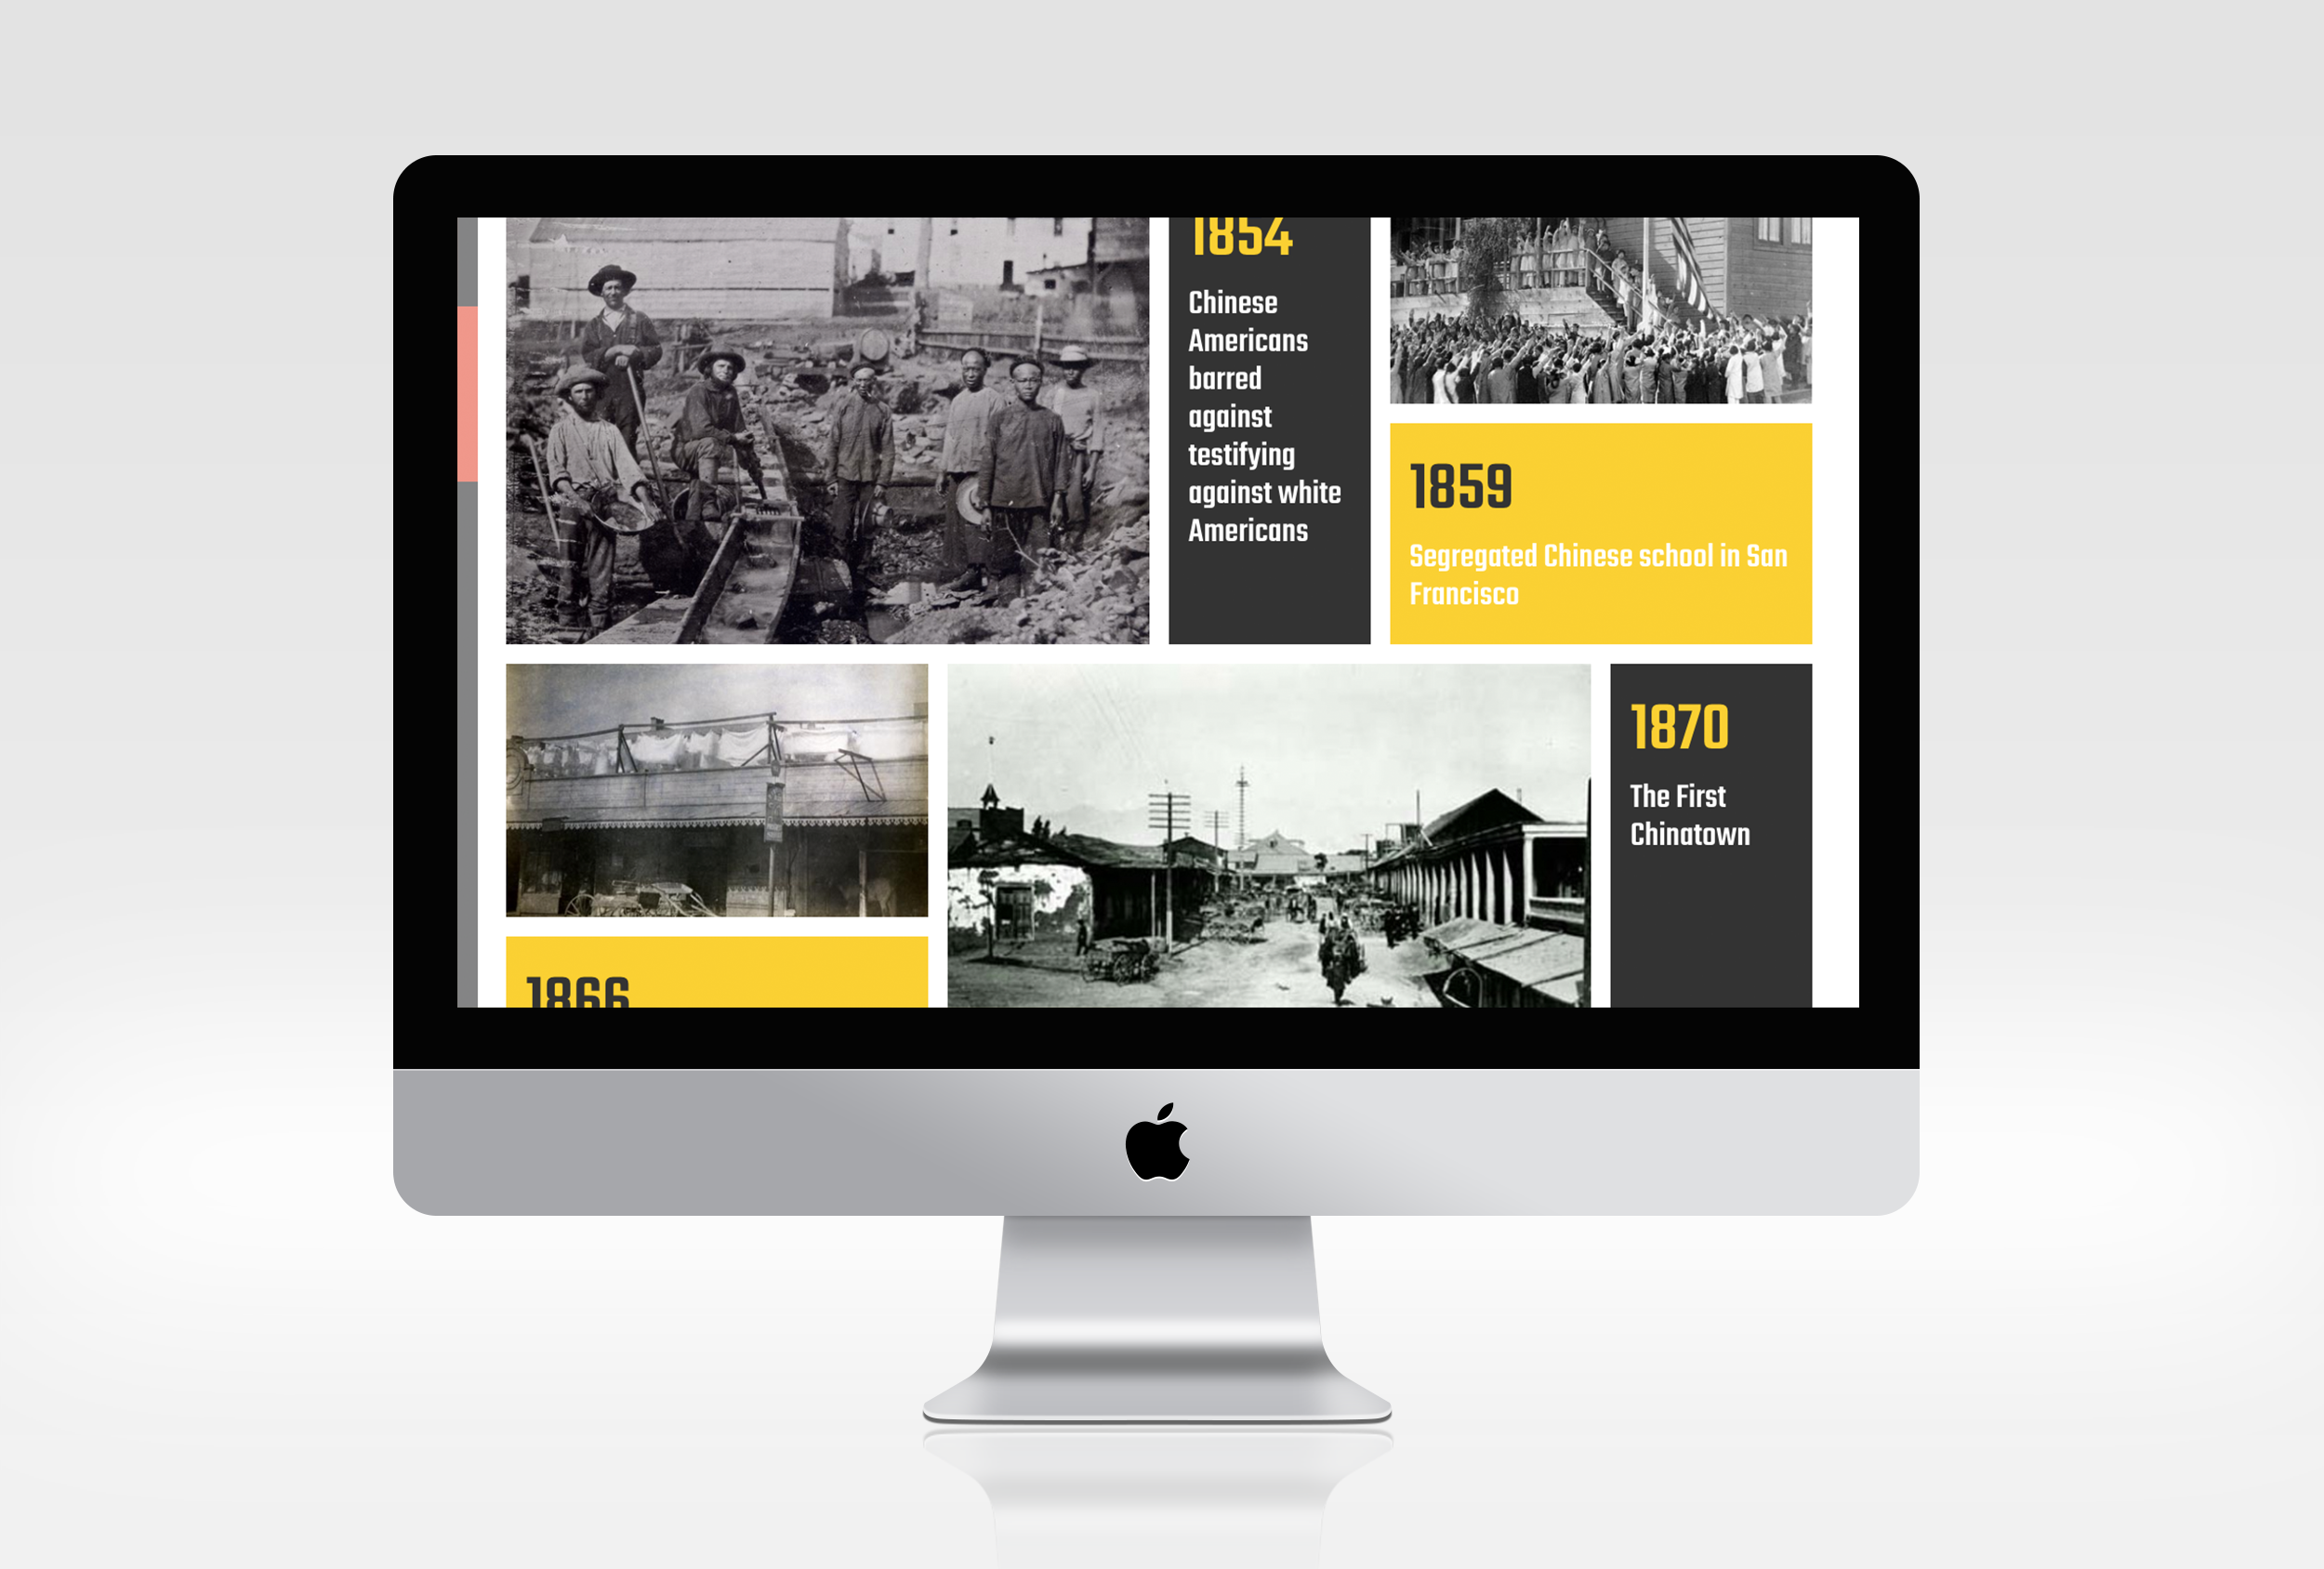 1854
Chinese
Americans
barred
against
testifying
against white
Americans
1859
Segregated Chinese school in San
Francisco
1870
The First
Chinatown
1866